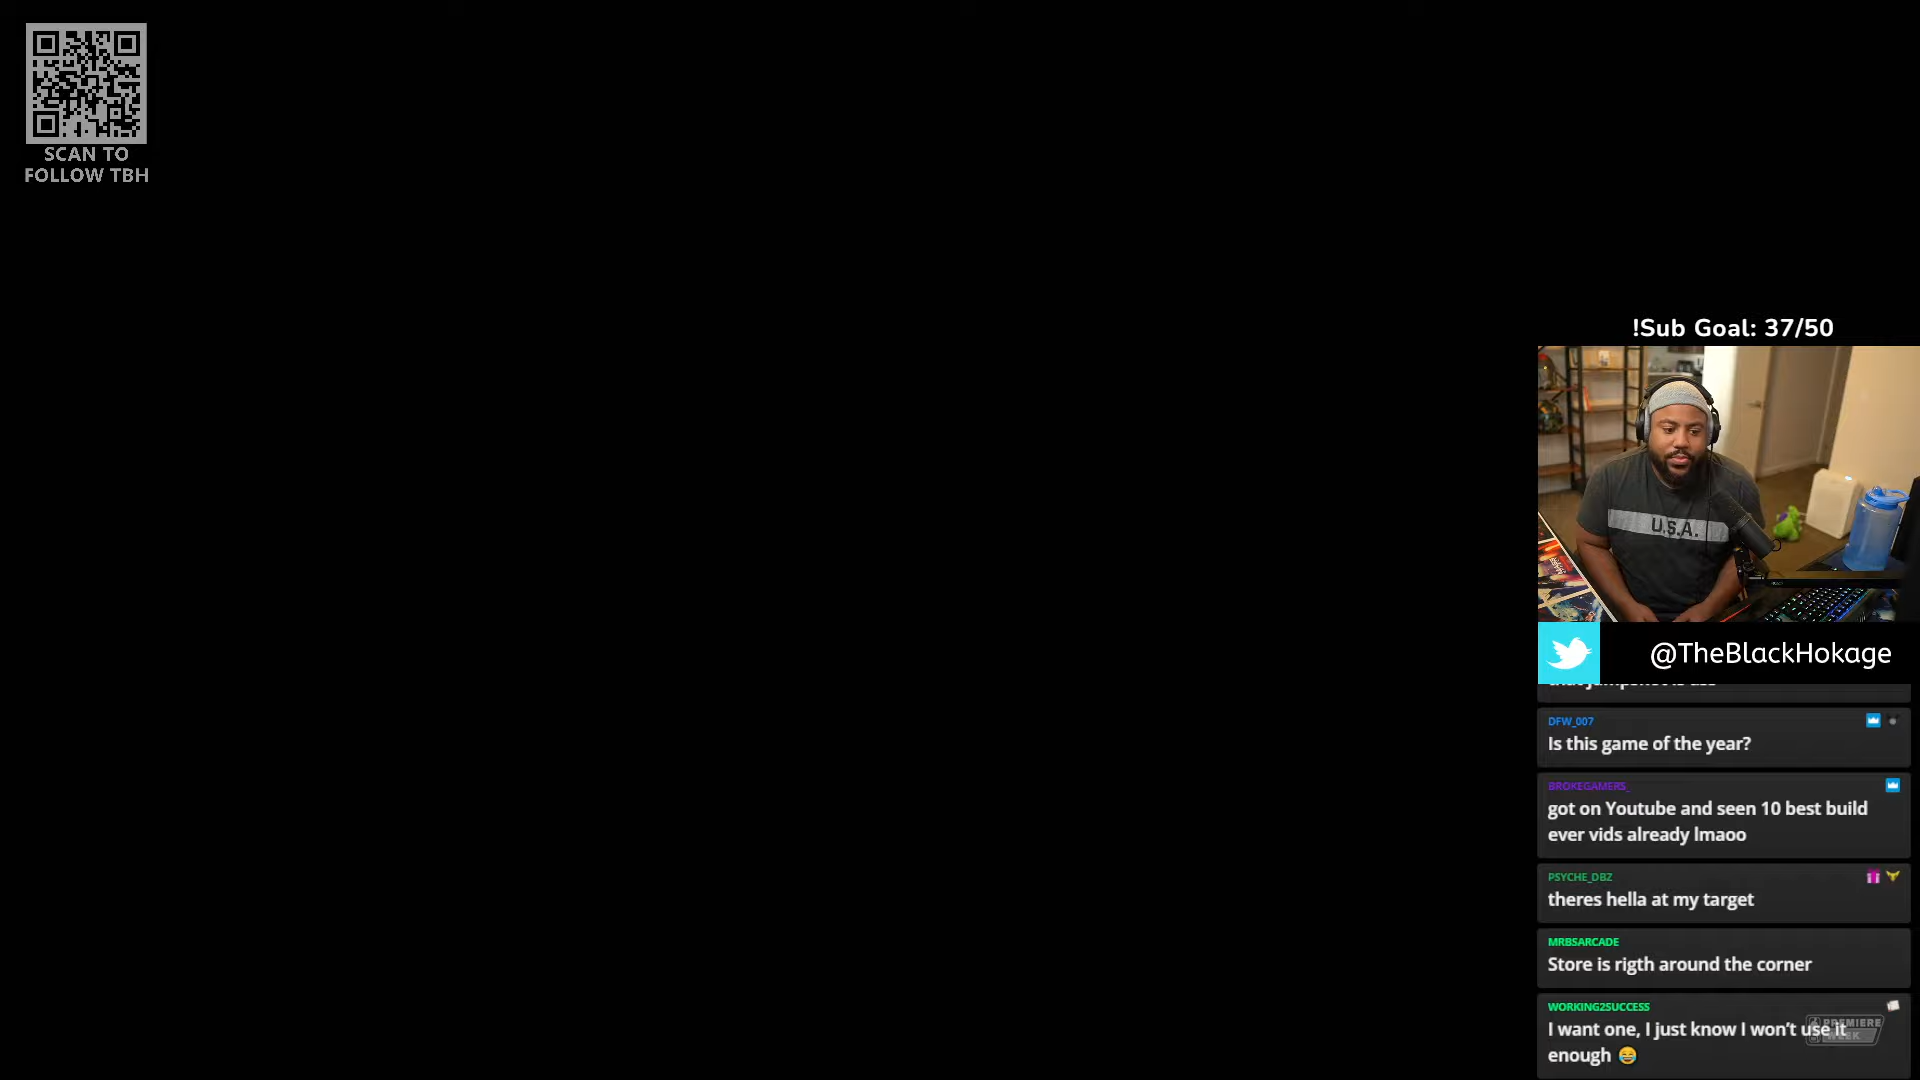 SCAN TO
FOLLOW TBH
!Sub Goal: 37/50
U.S.A.
@TheBlackHokage
DFW_007
Is this game of the year?
BROKEGAMERS_
got on Youtube and seen 10 best build
ever vids already lmaoo
PSYCHE_DBZ
theres hella at my target
MRBSARCADE
Store is rigth around the corner
WORKING2SUCCESS
I want one, I just know I won't use it
enough 😂
PREMIERE
WEEK